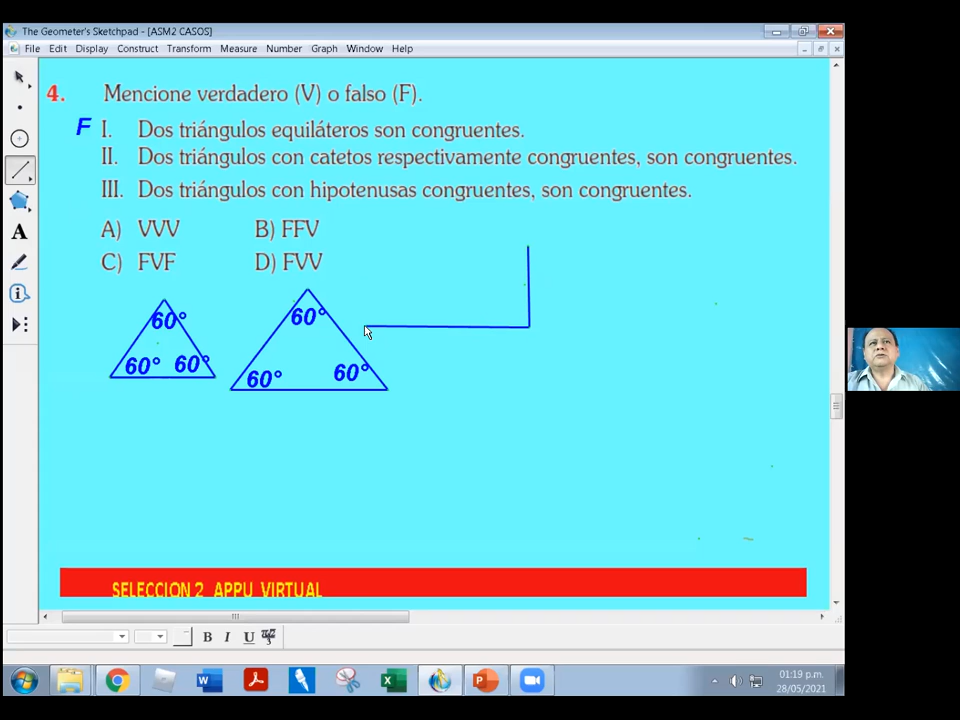 The Geometer's Sketchpad - [ASM2 CASOS]
File Edit Display Construct Transform Measure Number Graph Window Help
4. Mencione verdadero (V) o falso (F).
F I. Dos triángulos equiláteros son congruentes.
II. Dos triángulos con catetos respectivamente congruentes, son congruentes.
III. Dos triángulos con hipotenusas congruentes, son congruentes.
A) VVV B) FFV
C) FVF D) FVV
60° 60°
60° 60° 60° 60°
SELECCION 2 APPU VIRTUAL
B I U
01:19 p.m.
28/05/2021